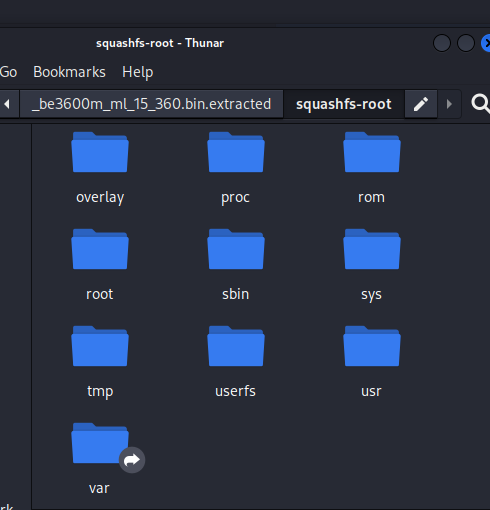 squashfs-root - Thunar
Go Bookmarks Help
_be3600m_ml_15_360.bin.extracted squashfs-root
overlay proc rom
root sbin sys
tmp userfs usr
var